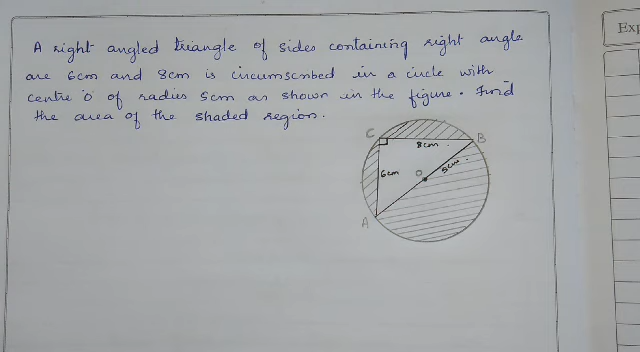 A right angled triangle of sides containing right angle
are 6cm and 8cm is circumscribed in a circle with
centre 'O' of radius 5cm as shown in the figure. Find
the area of the shaded region.
C
B
8cm
6cm
O
5cm
A
Exp